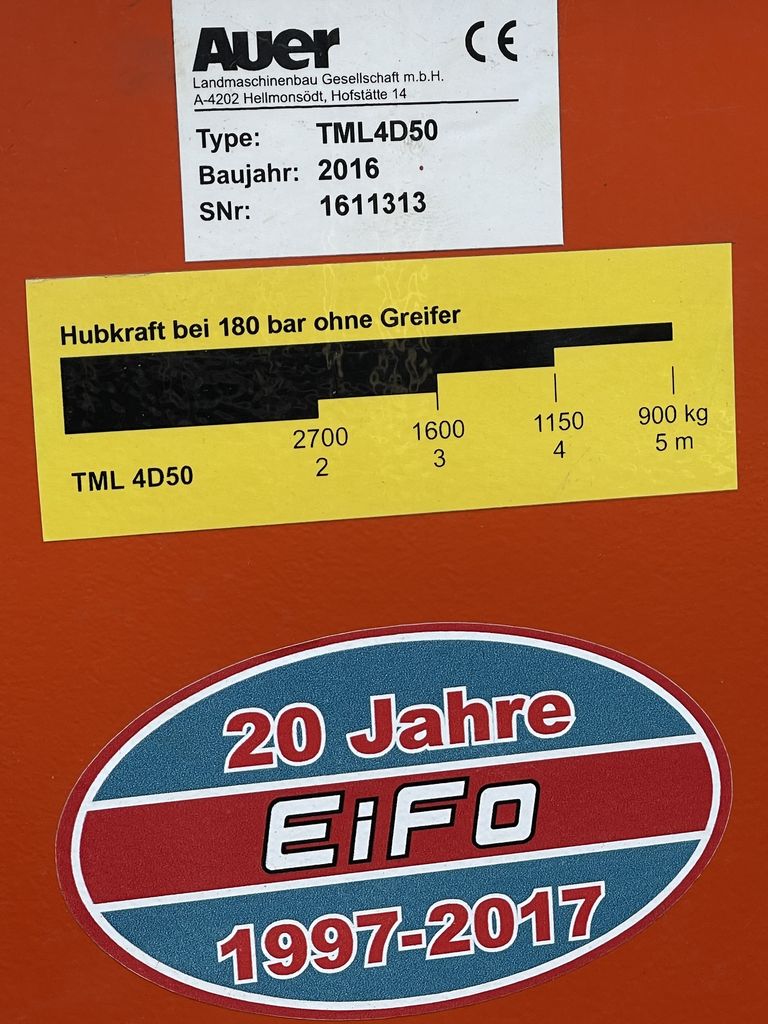 Auer CE
Landmaschinenbau Gesellschaft m.b.H.
A-4202 Hellmonsödt, Hofstätte 14
Type: TML4D50
Baujahr: 2016
SNr: 1611313
Hubkraft bei 180 bar ohne Greifer
2700 1600 1150 900 kg
2 3 4 5 m
TML 4D50
20 Jahre
EiFo
1997-2017